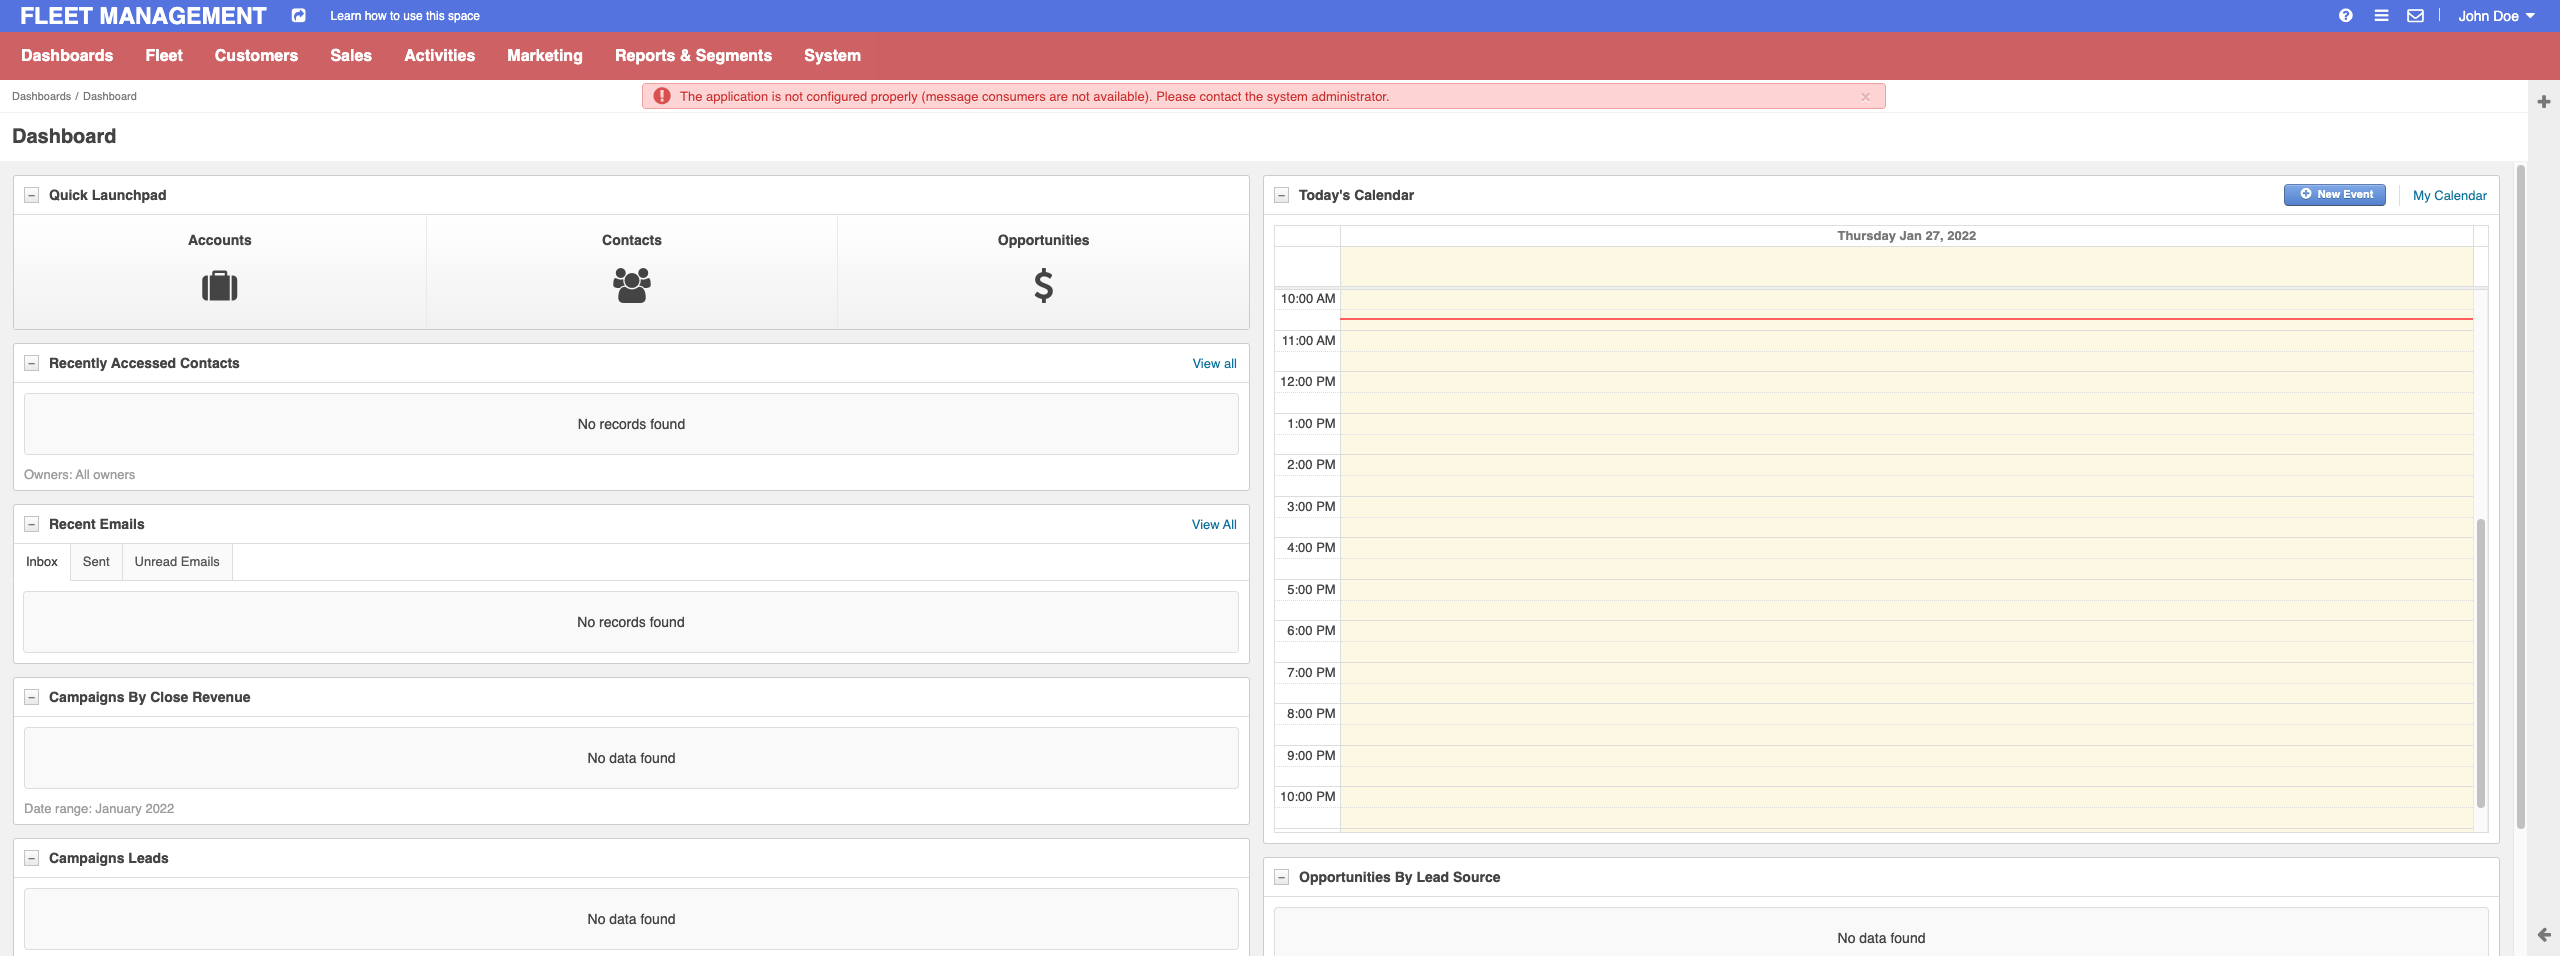 FLEET MANAGEMENT Learn how to use this space John Doe
Dashboards Fleet Customers Sales Activities Marketing Reports & Segments System
Dashboards / Dashboard
The application is not configured properly (message consumers are not available). Please contact the system administrator. ×
Dashboard
Quick Launchpad
Accounts Contacts Opportunities
Recently Accessed Contacts View all
No records found
Owners: All owners
Recent Emails View All
Inbox Sent Unread Emails
No records found
Campaigns By Close Revenue
No data found
Date range: January 2022
Campaigns Leads
No data found
Today's Calendar New Event My Calendar
Thursday Jan 27, 2022
10:00 AM
11:00 AM
12:00 PM
1:00 PM
2:00 PM
3:00 PM
4:00 PM
5:00 PM
6:00 PM
7:00 PM
8:00 PM
9:00 PM
10:00 PM
Opportunities By Lead Source
No data found